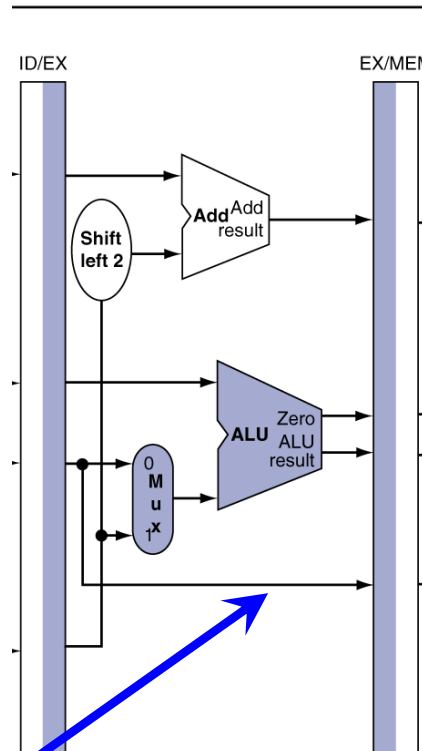 ID/EX
EX/MEM
Add
Add
result
Shift
left 2
Zero
ALU
ALU
result
0
M
u
x
1